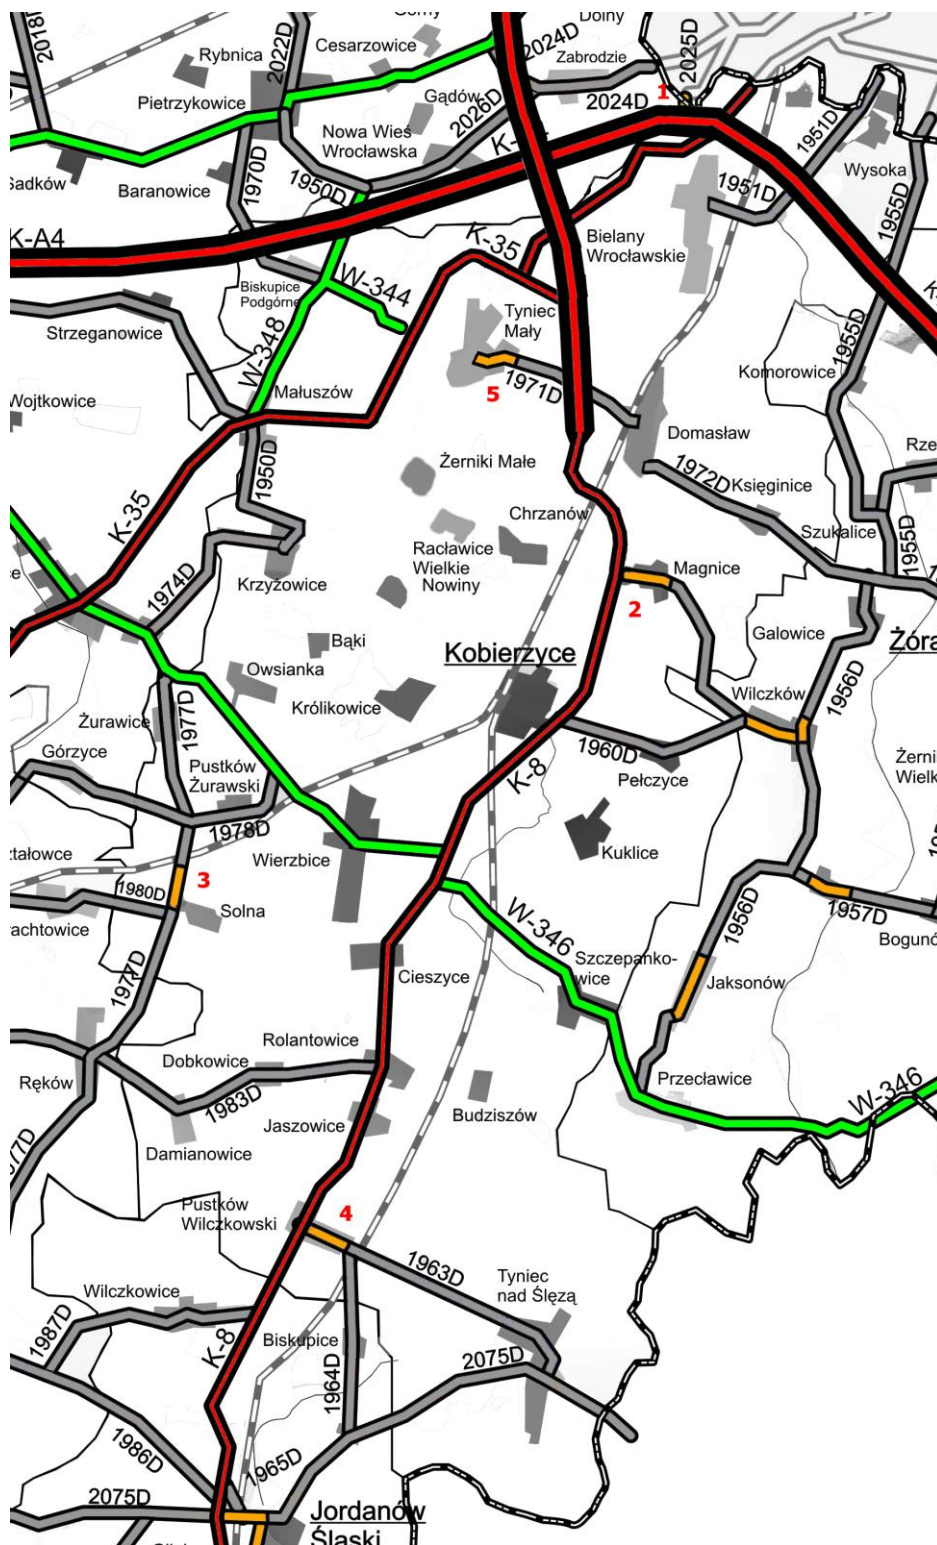 Górny
Dolny
2018D
2022D
2024D
2025D
Rybnica
Cesarzowice
Zabrodzie
1
Pietrzykowice
Gądów
2026D
2024D
1951D
Nowa Wieś
Wrocławska
Sadków
Baranowice
1970D
1950D
1951D
Wysoka
1955D
K-A4
K-35
Bielany
Wrocławskie
Biskupice
Podgórne
W-344
Strzeganowice
W-348
Tyniec
Mały
1955D
Komorowice
1971D
5
Wojtkowice
Małuszów
Domasław
Żerniki Małe
1972D
Księginice
1950D
K-35
Chrzanów
Szukalice
1955D
Racławice
Wielkie
Nowiny
Magnice
1974D
Krzyżowice
2
Galowice
Bąki
Kobierzyce
Owsianka
Królikowice
Wilczków
1956D
Żurawice
1977D
Górzyce
1960D
Pustków
Żurawski
Pełczyce
K-8
1978D
Wierzbice
Kuklice
3
1980D
Solna
1957D
W-346
1956D
Cieszyce
Szczepanko-
wice
Jaksonów
1977D
Rolantowice
Dobkowice
Ręków
1983D
Przecławice
W-346
Jaszowice
Budziszów
Damianowice
Pustków
Wilczkowski
4
1963D
Tyniec
nad Ślęzą
Wilczkowice
1987D
K-8
Biskupice
1964D
2075D
1986D
1965D
2075D
Jordanów
Śląski